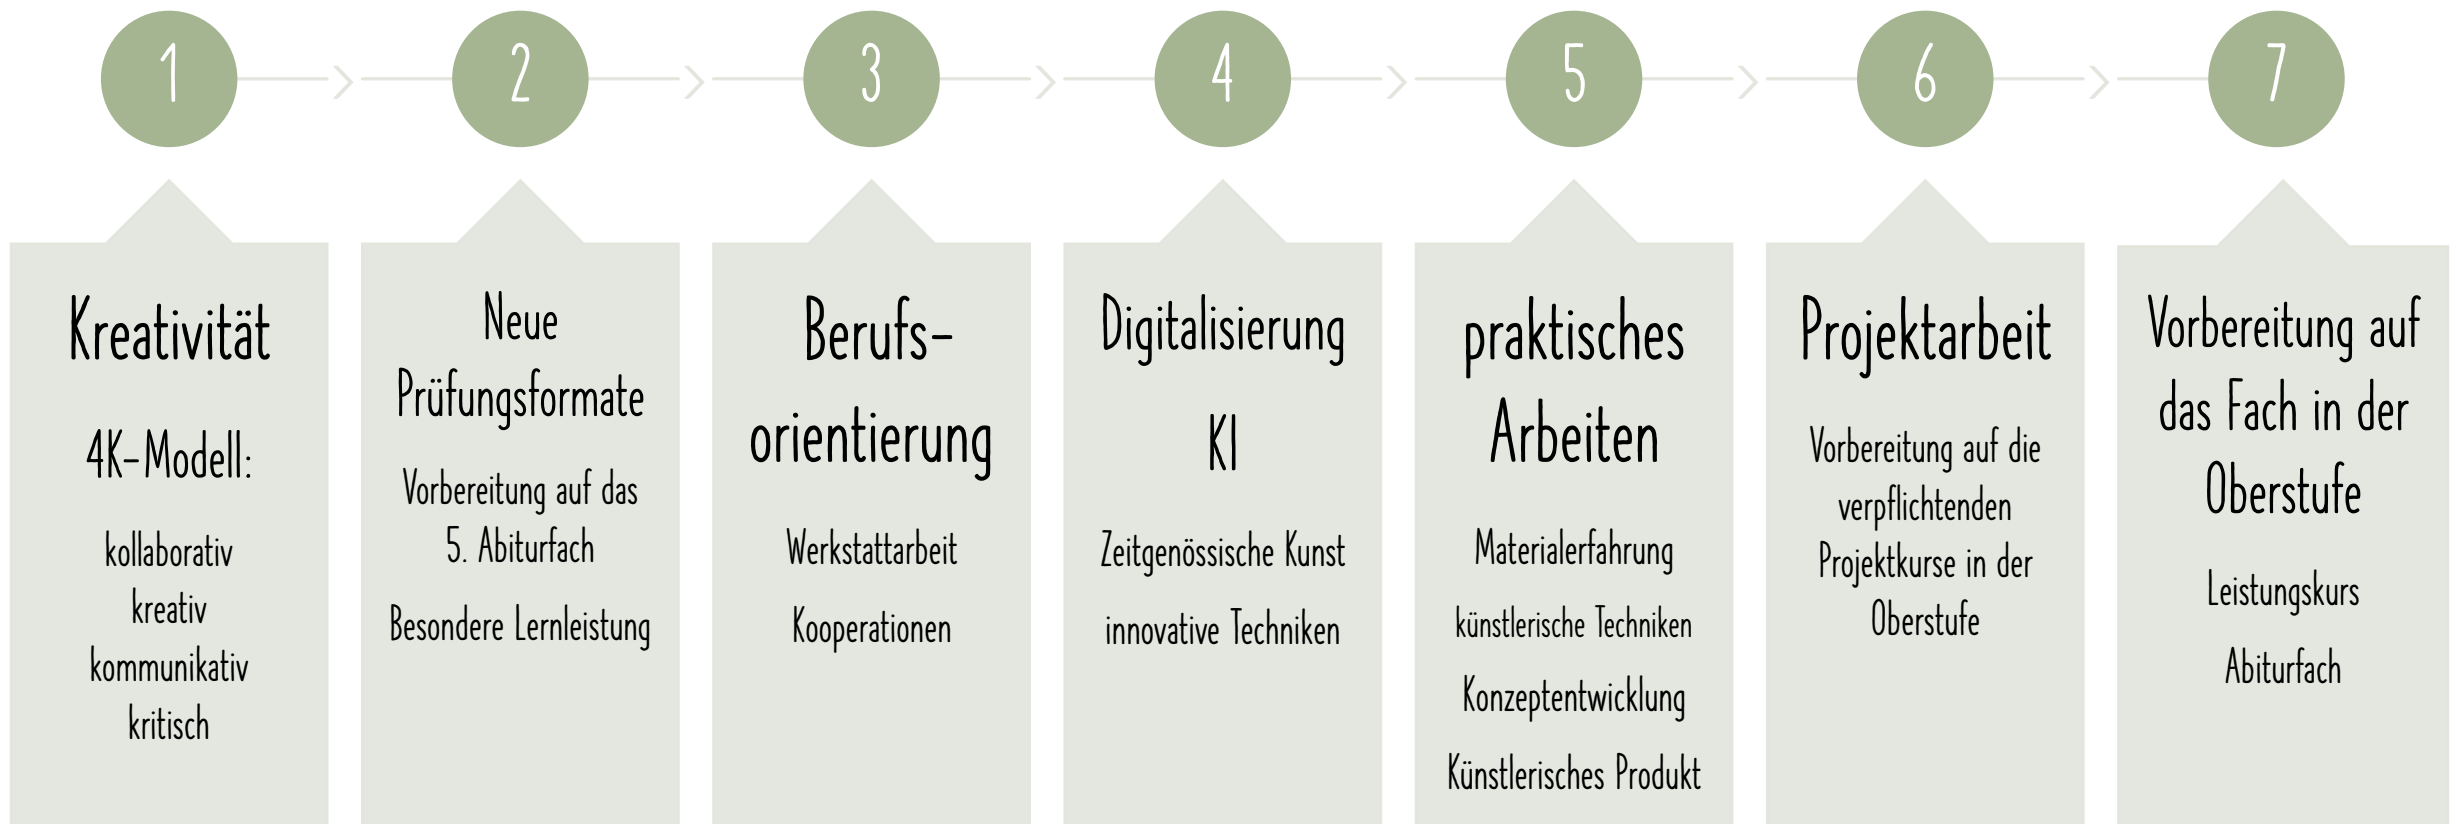 1
2
3
4
5
6
7
Kreativität
4K-Modell:
kollaborativ
kreativ
kommunikativ
kritisch
Neue
Prüfungsformate
Vorbereitung auf das
5. Abiturfach
Besondere Lernleistung
Berufs-
orientierung
Werkstattarbeit
Kooperationen
Digitalisierung
KI
Zeitgenössische Kunst
innovative Techniken
praktisches
Arbeiten
Materialerfahrung
künstlerische Techniken
Konzeptentwicklung
Künstlerisches Produkt
Projektarbeit
Vorbereitung auf die
verpflichtenden
Projektkurse in der
Oberstufe
Vorbereitung auf
das Fach in der
Oberstufe
Leistungskurs
Abiturfach